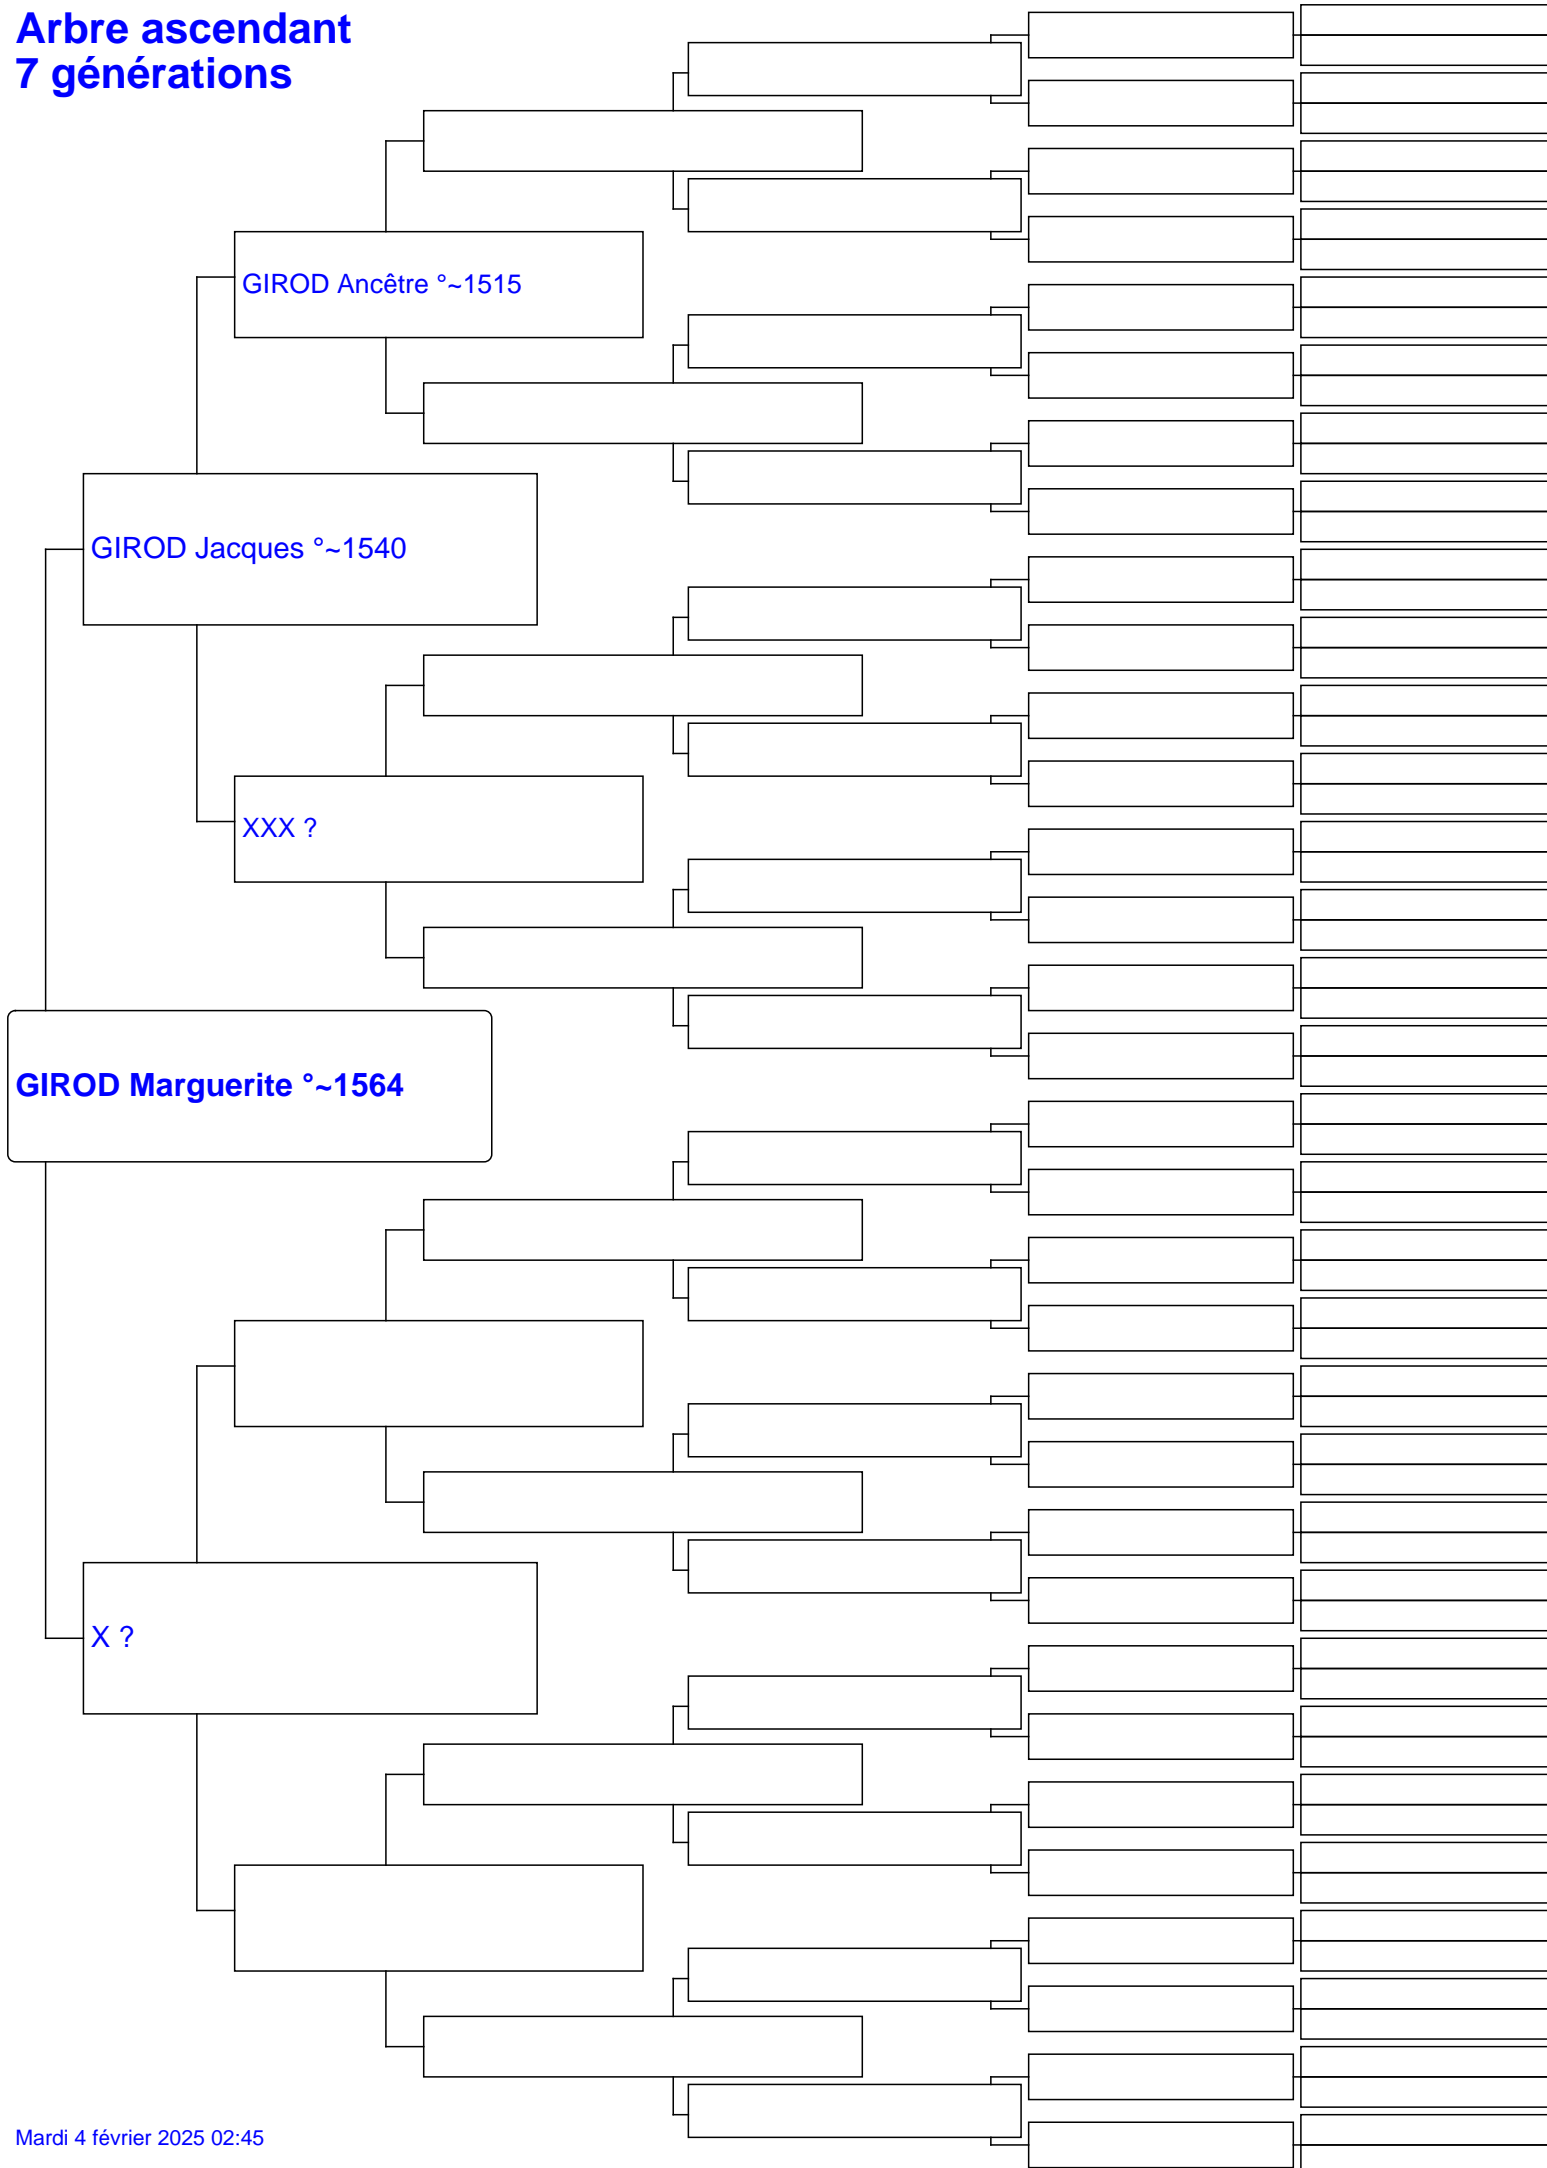 Arbre ascendant
7 générations
GIROD Ancêtre °~1515
GIROD Jacques °~1540
XXX ?
GIROD Marguerite °~1564
X ?
Mardi 4 février 2025 02:45